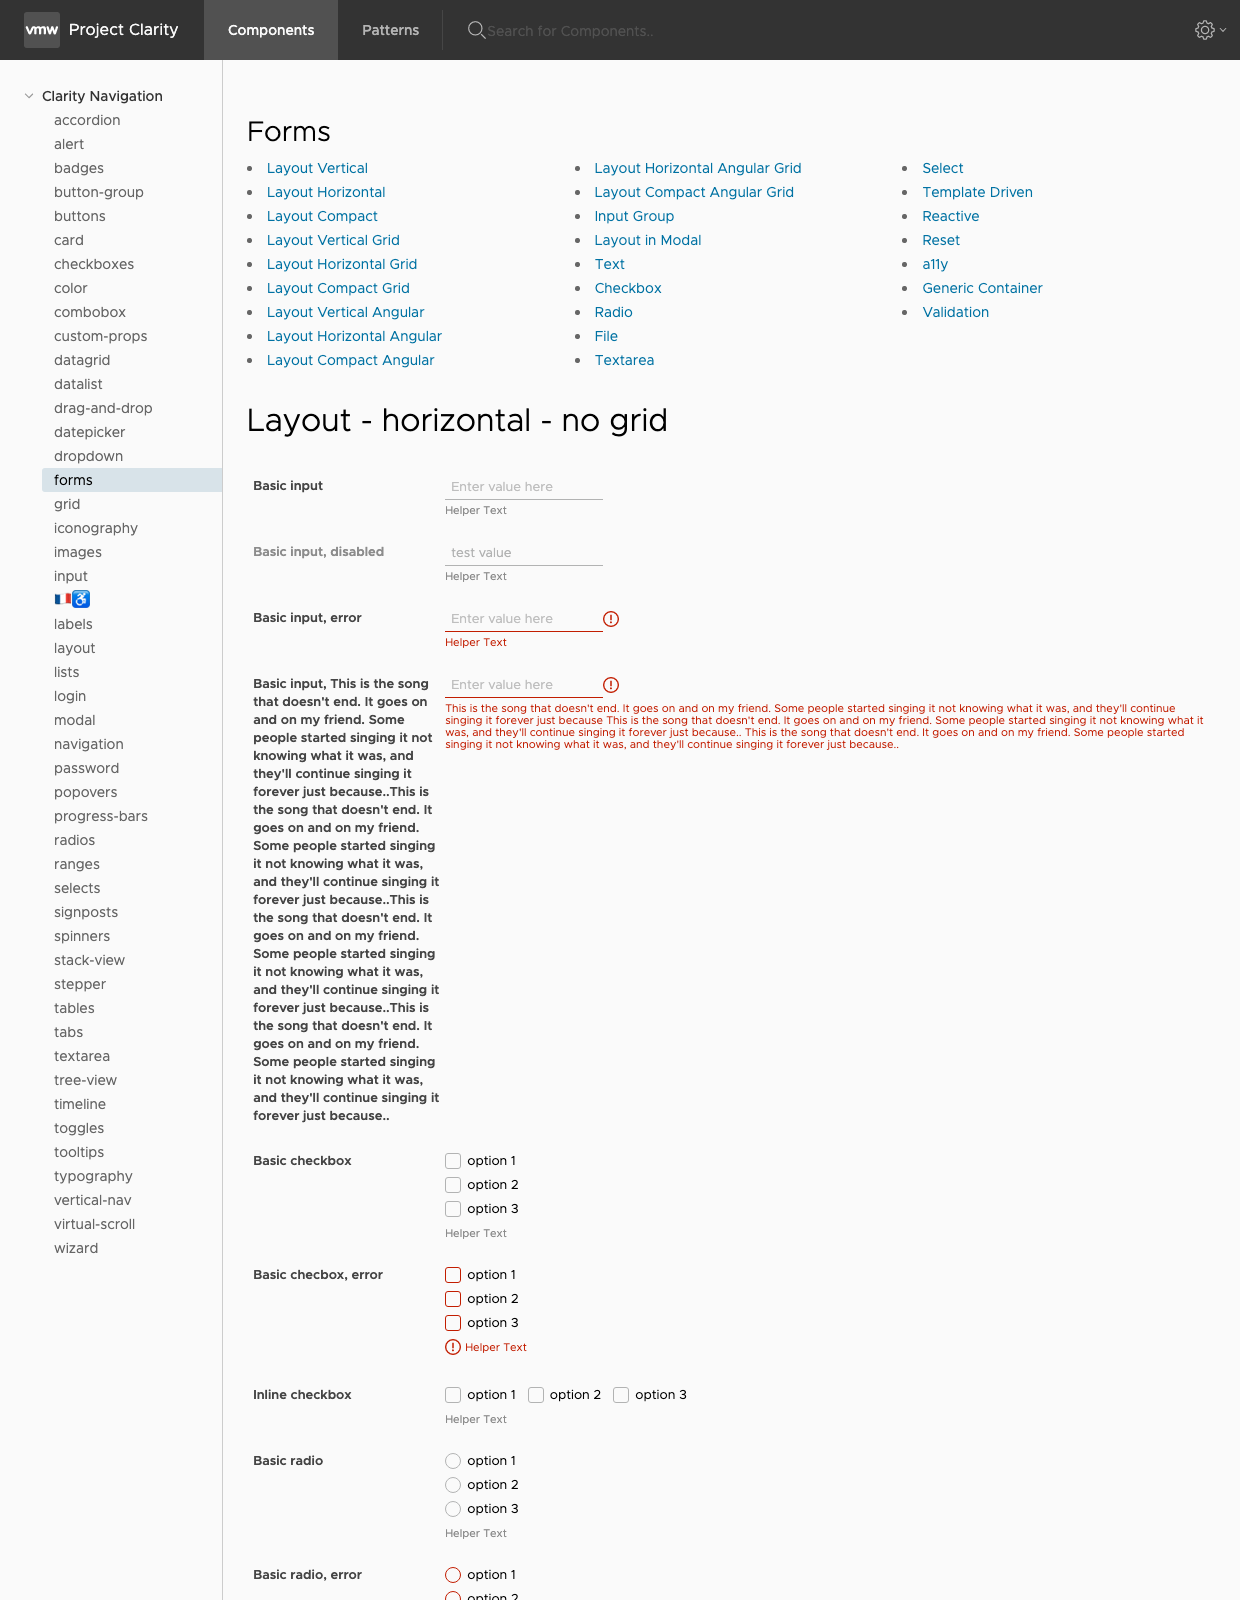 vmw Project Clarity Components Patterns Search for Components..
Clarity Navigation
accordion
alert
badges
button-group
buttons
card
checkboxes
color
combobox
custom-props
datagrid
datalist
drag-and-drop
datepicker
dropdown
forms
grid
iconography
images
input
🇫🇷♿
labels
layout
lists
login
modal
navigation
password
popovers
progress-bars
radios
ranges
selects
signposts
spinners
stack-view
stepper
tables
tabs
textarea
tree-view
timeline
toggles
tooltips
typography
vertical-nav
virtual-scroll
wizard
Forms
Layout Vertical
Layout Horizontal
Layout Compact
Layout Vertical Grid
Layout Horizontal Grid
Layout Compact Grid
Layout Vertical Angular
Layout Horizontal Angular
Layout Compact Angular
Layout Horizontal Angular Grid
Layout Compact Angular Grid
Input Group
Layout in Modal
Text
Checkbox
Radio
File
Textarea
Select
Template Driven
Reactive
Reset
a11y
Generic Container
Validation
Layout - horizontal - no grid
Basic input
Enter value here
Helper Text
Basic input, disabled
test value
Helper Text
Basic input, error
Enter value here
Helper Text
Basic input, This is the song
that doesn't end. It goes on
and on my friend. Some
people started singing it not
knowing what it was, and
they'll continue singing it
forever just because..This is
the song that doesn't end. It
goes on and on my friend.
Some people started singing
it not knowing what it was,
and they'll continue singing it
forever just because..This is
the song that doesn't end. It
goes on and on my friend.
Some people started singing
it not knowing what it was,
and they'll continue singing it
forever just because..This is
the song that doesn't end. It
goes on and on my friend.
Some people started singing
it not knowing what it was,
and they'll continue singing it
forever just because..
Enter value here
This is the song that doesn't end. It goes on and on my friend. Some people started singing it not knowing what it was, and they'll continue
singing it forever just because This is the song that doesn't end. It goes on and on my friend. Some people started singing it not knowing what it
was, and they'll continue singing it forever just because.. This is the song that doesn't end. It goes on and on my friend. Some people started
singing it not knowing what it was, and they'll continue singing it forever just because..
Basic checkbox
option 1
option 2
option 3
Helper Text
Basic checbox, error
option 1
option 2
option 3
Helper Text
Inline checkbox
option 1 option 2 option 3
Helper Text
Basic radio
option 1
option 2
option 3
Helper Text
Basic radio, error
option 1
option 2